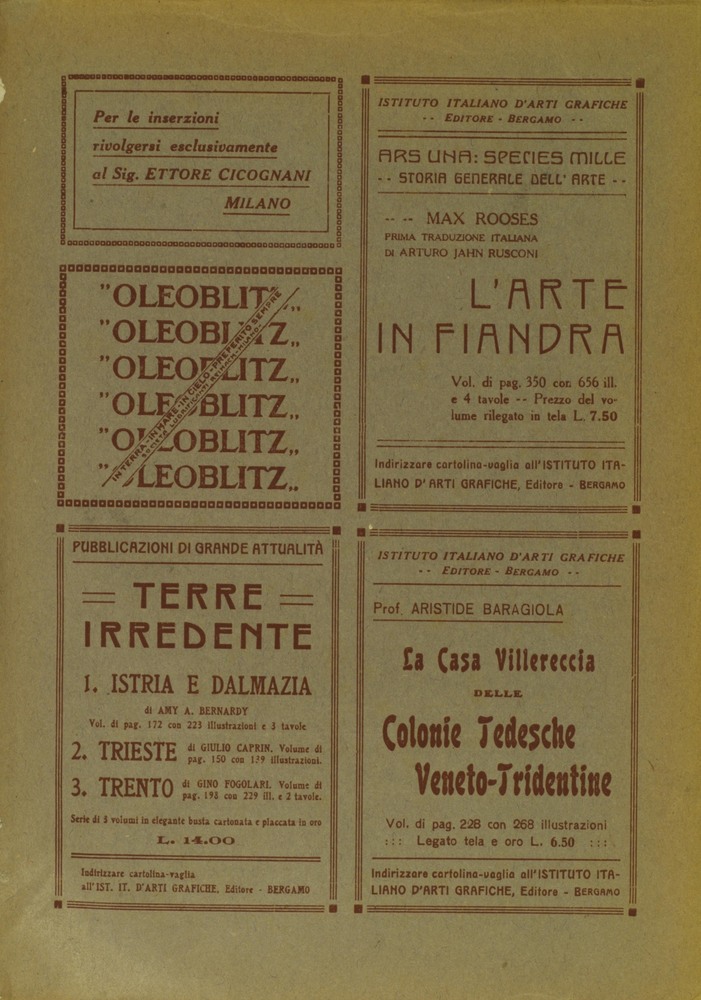 Per le inserzioni
rivolgersi esclusivamente
al Sig. ETTORE CICOGNANI
MILANO
"OLEOBLITZ„
"OLEOBLITZ„
"OLEOBLITZ„
"OLEOBLITZ„
"OLEOBLITZ„
"OLEOBLITZ„
IN TERRA-IN MARE-IN CIELO-PREFERITO SEMPRE
PUBBLICAZIONI DI GRANDE ATTUALITÀ
TERRE
IRREDENTE
1. ISTRIA E DALMAZIA
di AMY A. BERNARDY
Vol. di pag. 172 con 223 illustrazioni e 3 tavole
2. TRIESTE di GIULIO CAPRIN. Volume di
pag. 150 con 139 illustrazioni.
3. TRENTO di GINO FOGOLARI. Volume di
pag. 198 con 229 ill. e 2 tavole.
Serie di 3 volumi in elegante busta cartonata e placcata in oro
L. 14.00
Indirizzare cartolina-vaglia
all'IST. IT. D'ARTI GRAFICHE, Editore - BERGAMO
ISTITUTO ITALIANO D'ARTI GRAFICHE
-- EDITORE - BERGAMO --
ARS UNA: SPECIES MILLE
-- STORIA GENERALE DELL' ARTE --
-- -- MAX ROOSES
PRIMA TRADUZIONE ITALIANA
DI ARTURO JAHN RUSCONI
L'ARTE
IN FIANDRA
Vol. di pag. 350 con 656 ill.
e 4 tavole -- Prezzo del vo-
lume rilegato in tela L. 7.50
Indirizzare cartolina-vaglia all'ISTITUTO ITA-
LIANO D'ARTI GRAFICHE, Editore - BERGAMO
ISTITUTO ITALIANO D'ARTI GRAFICHE
-- EDITORE - BERGAMO --
Prof. ARISTIDE BARAGIOLA
La Casa Villereccia
DELLE
Colonie Tedesche
Veneto-Tridentine
Vol. di pag. 228 con 268 illustrazioni
::: Legato tela e oro L. 6.50 :::
Indirizzare cartolina-vaglia all'ISTITUTO ITA-
LIANO D'ARTI GRAFICHE, Editore - BERGAMO